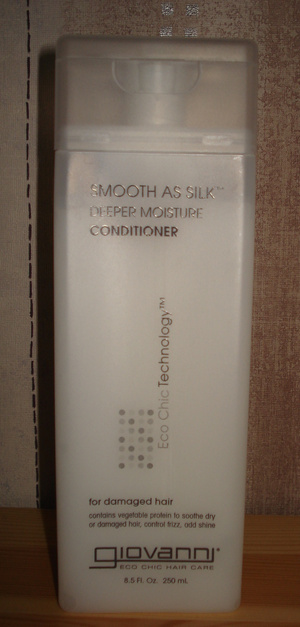 SMOOTH AS SILK™
DEEPER MOISTURE
CONDITIONER
Eco Chic Technology™
for damaged hair
contains vegetable protein to soothe dry
or damaged hair, control frizz, add shine
giovanni®
ECO CHIC HAIR CARE
8.5 Fl. Oz. 250 ml.